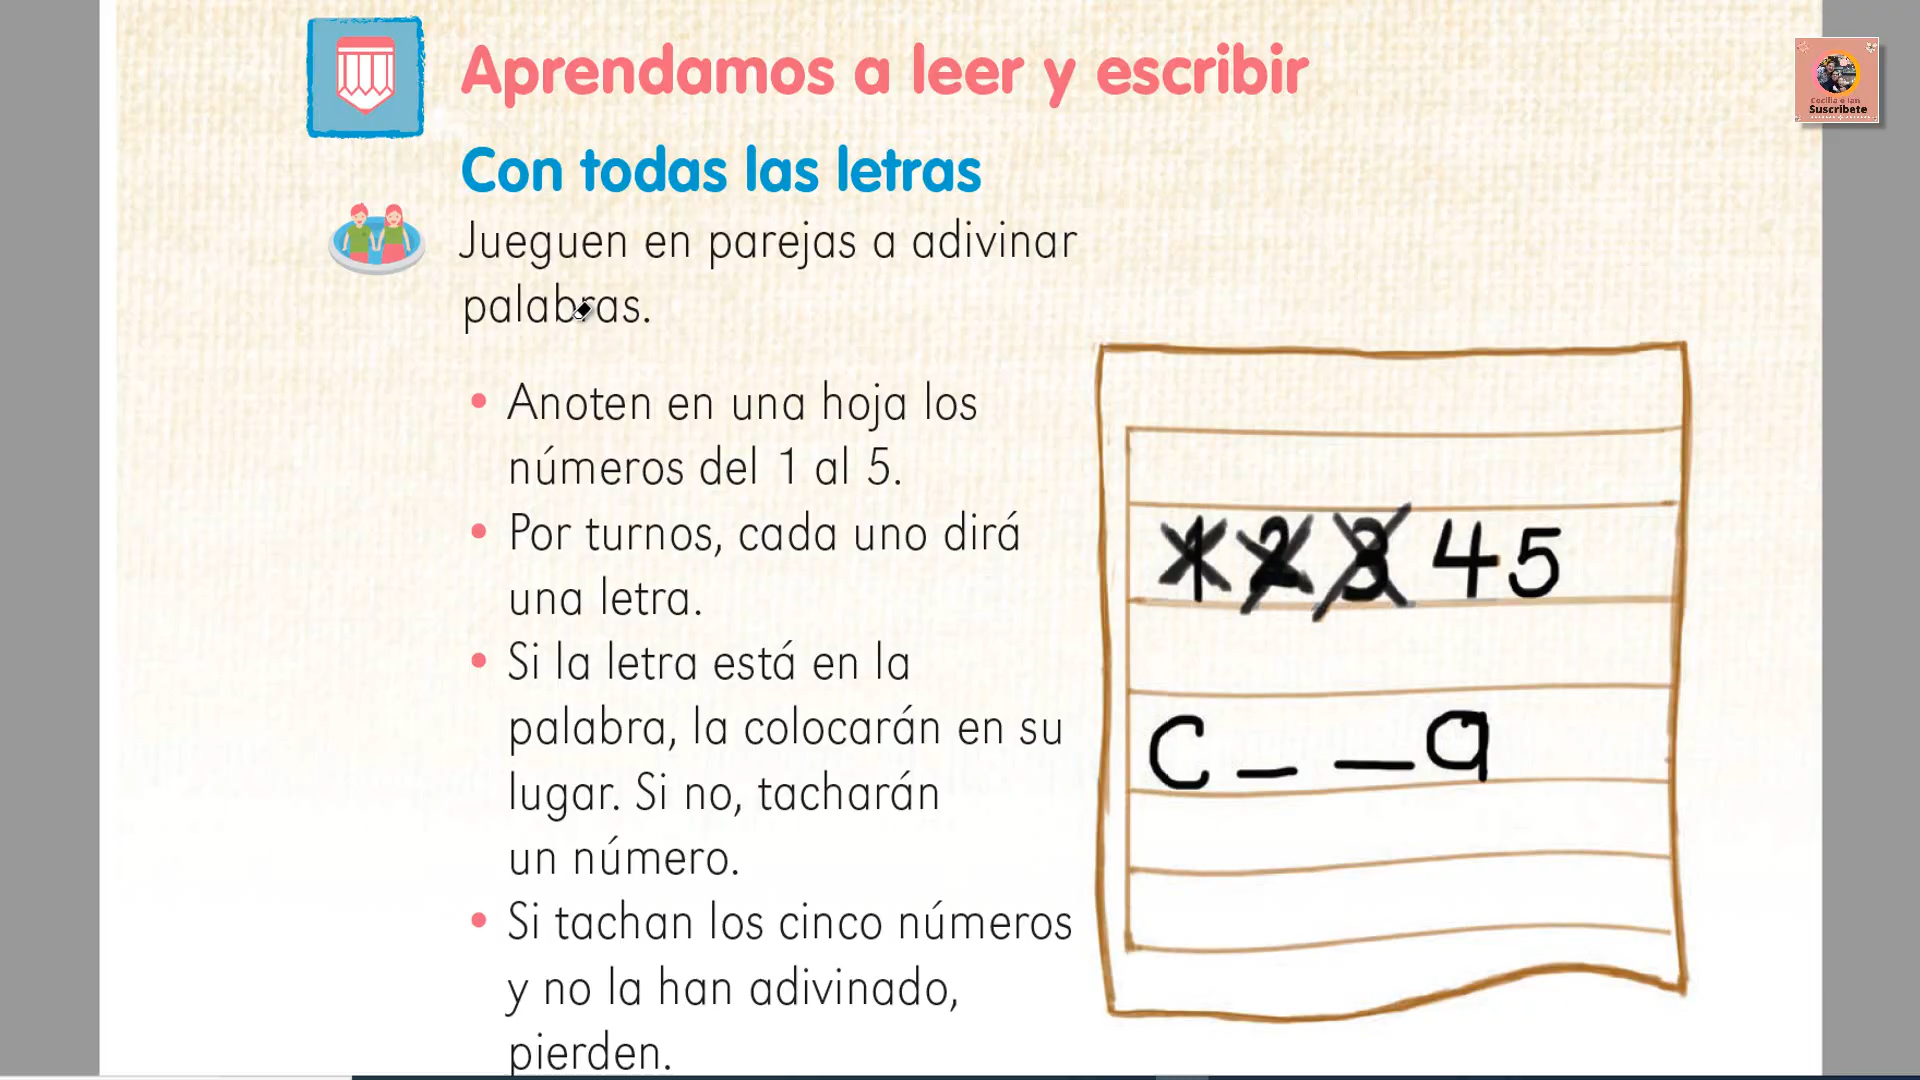 Aprendamos a leer y escribir
Con todas las letras
Jueguen en parejas a adivinar
palabras.
• Anoten en una hoja los
números del 1 al 5.
• Por turnos, cada uno dirá
una letra.
• Si la letra está en la
palabra, la colocarán en su
lugar. Si no, tacharán
un número.
• Si tachan los cinco números
y no la han adivinado,
pierden.
1 2 3 4 5
C _ _ a
Cecilia e Ian
Suscribete